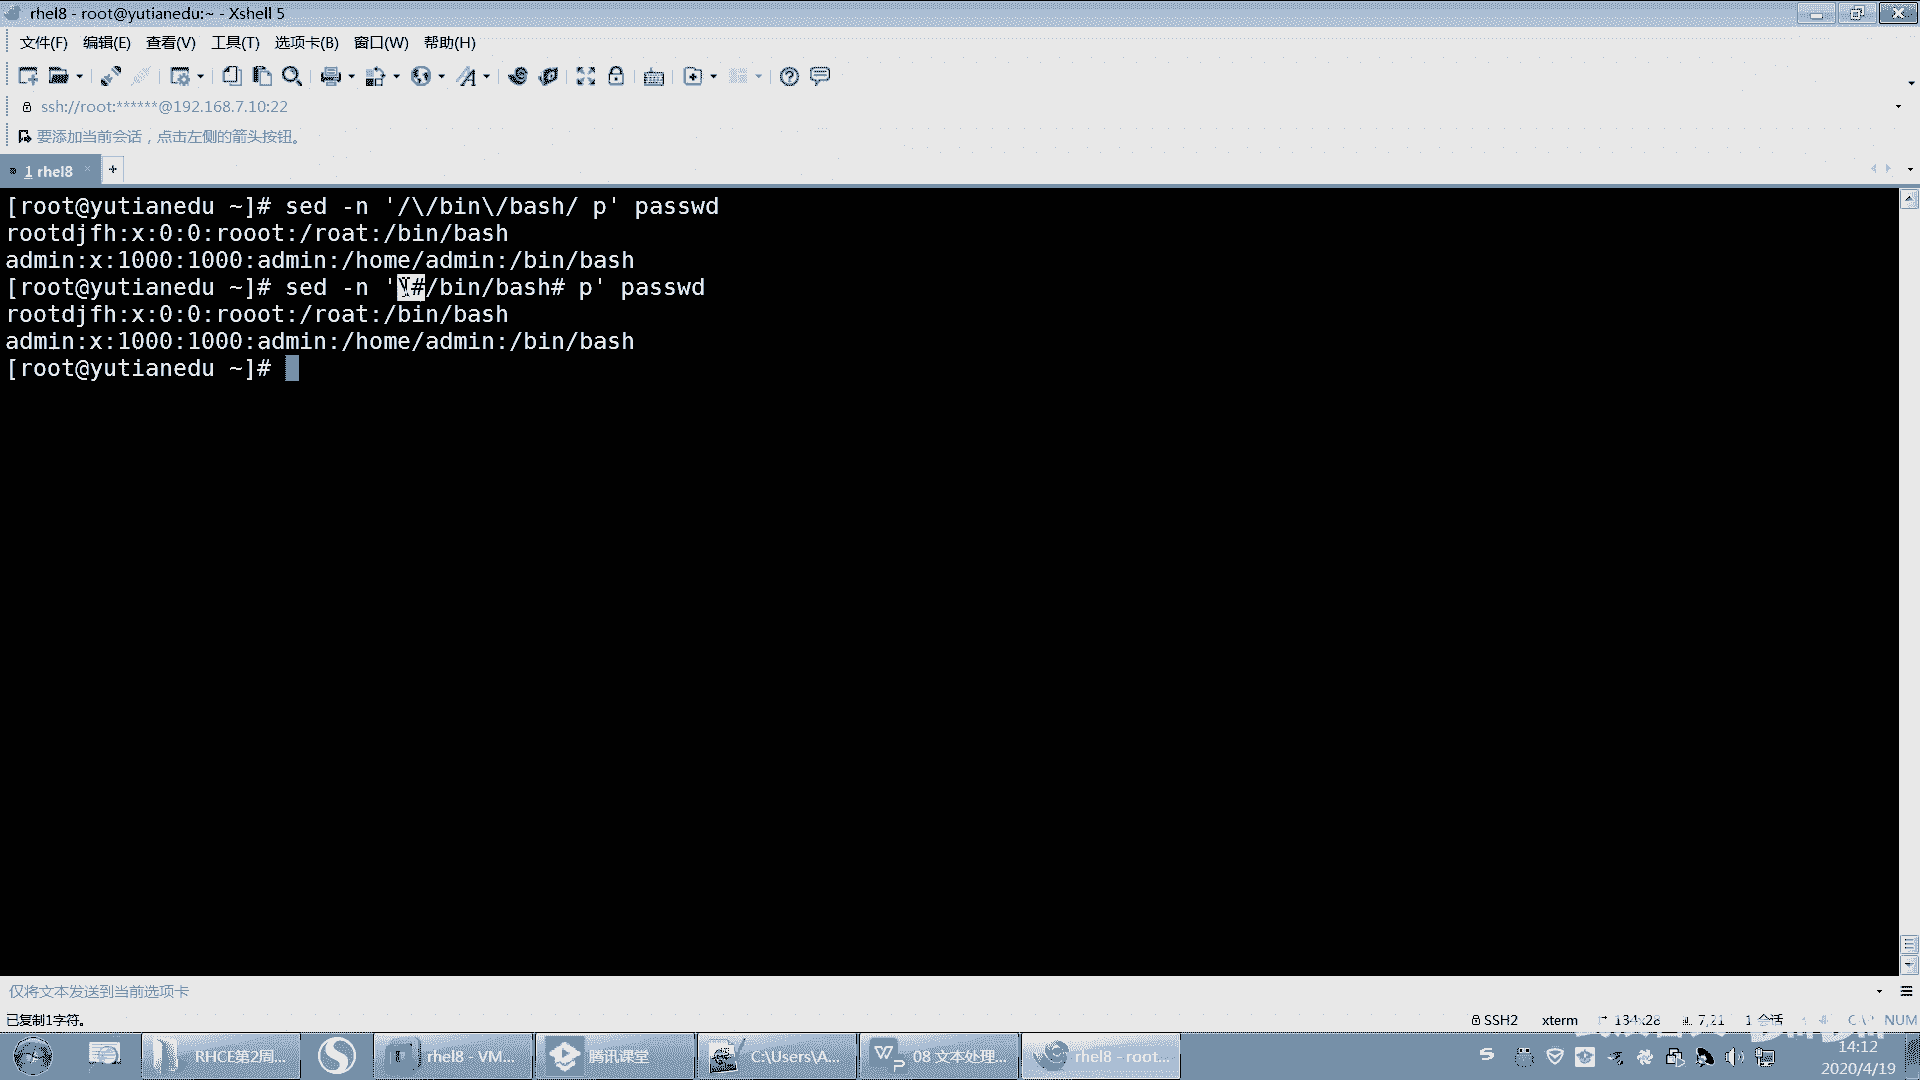 rhel8 - root@yutianedu:~ - Xshell 5
文件(F) 编辑(E) 查看(V) 工具(T) 选项卡(B) 窗口(W) 帮助(H)
ssh://root:******@192.168.7.10:22
要添加当前会话，点击左侧的箭头按钮。
1 rhel8
[root@yutianedu ~]# sed -n '/\/bin\/bash/ p' passwd
rootdjfh:x:0:0:rooot:/roat:/bin/bash
admin:x:1000:1000:admin:/home/admin:/bin/bash
[root@yutianedu ~]# sed -n '\#/bin/bash# p' passwd
rootdjfh:x:0:0:rooot:/roat:/bin/bash
admin:x:1000:1000:admin:/home/admin:/bin/bash
[root@yutianedu ~]#
仅将文本发送到当前选项卡
已复制1字符。
SSH2 xterm 134x28 7,21 1 会话 NUM
RHCE第2周... rhel8 - VM... 腾讯课堂 C:\Users\A... 08 文本处理... rhel8 - root...
14:12
2020/4/19